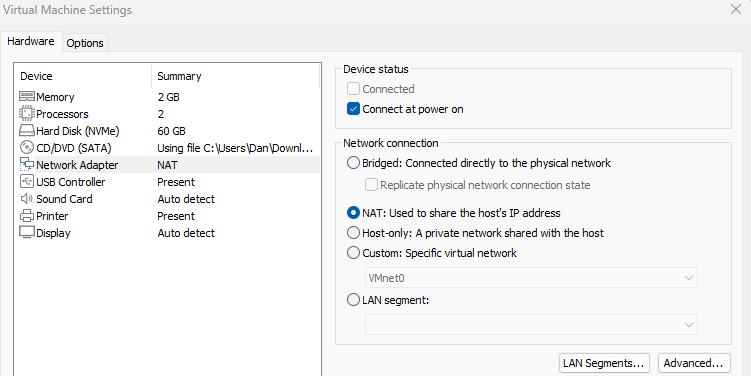 Virtual Machine Settings
Hardware Options
Device Summary
Memory 2 GB
Processors 2
Hard Disk (NVMe) 60 GB
CD/DVD (SATA) Using file C:\Users\Dan\Downl...
Network Adapter NAT
USB Controller Present
Sound Card Auto detect
Printer Present
Display Auto detect
Device status
Connected
Connect at power on
Network connection
Bridged: Connected directly to the physical network
Replicate physical network connection state
NAT: Used to share the host's IP address
Host-only: A private network shared with the host
Custom: Specific virtual network
VMnet0
LAN segment:
LAN Segments... Advanced...